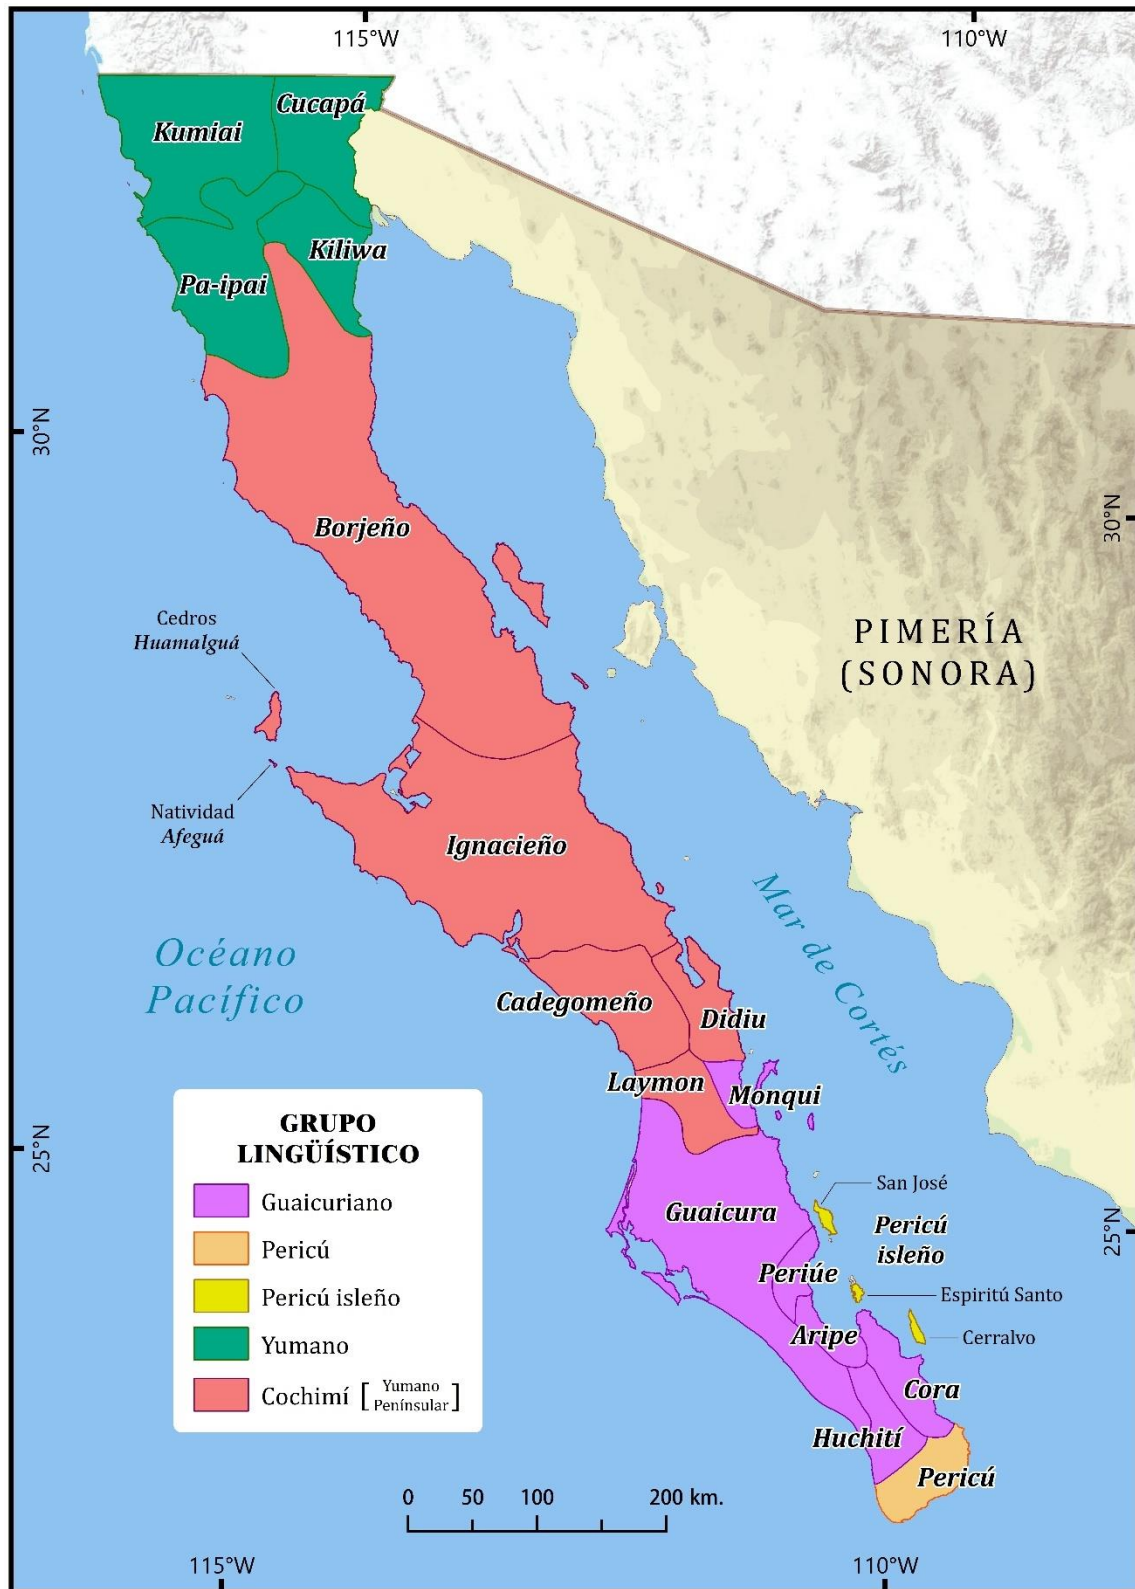 115°W
110°W
Cucapá
Kumiai
Kiliwa
Pa-ipai
30°N
30°N
Borjeño
Cedros
Huamalguá
PIMERÍA
(SONORA)
Natividad
Afeguá
Ignacieño
Mar de Cortés
Océano
Pacífico
Cadegomeño
Didiu
Laymon
Monqui
GRUPO
LINGÜÍSTICO
Guaicuriano
Pericú
Pericú isleño
Yumano
Cochimí [Yumano
Penínsular]
25°N
25°N
San José
Guaicura
Pericú
isleño
Periúe
Espiritú Santo
Aripe
Cerralvo
Cora
Huchití
Pericú
0 50 100 200 km.
115°W
110°W